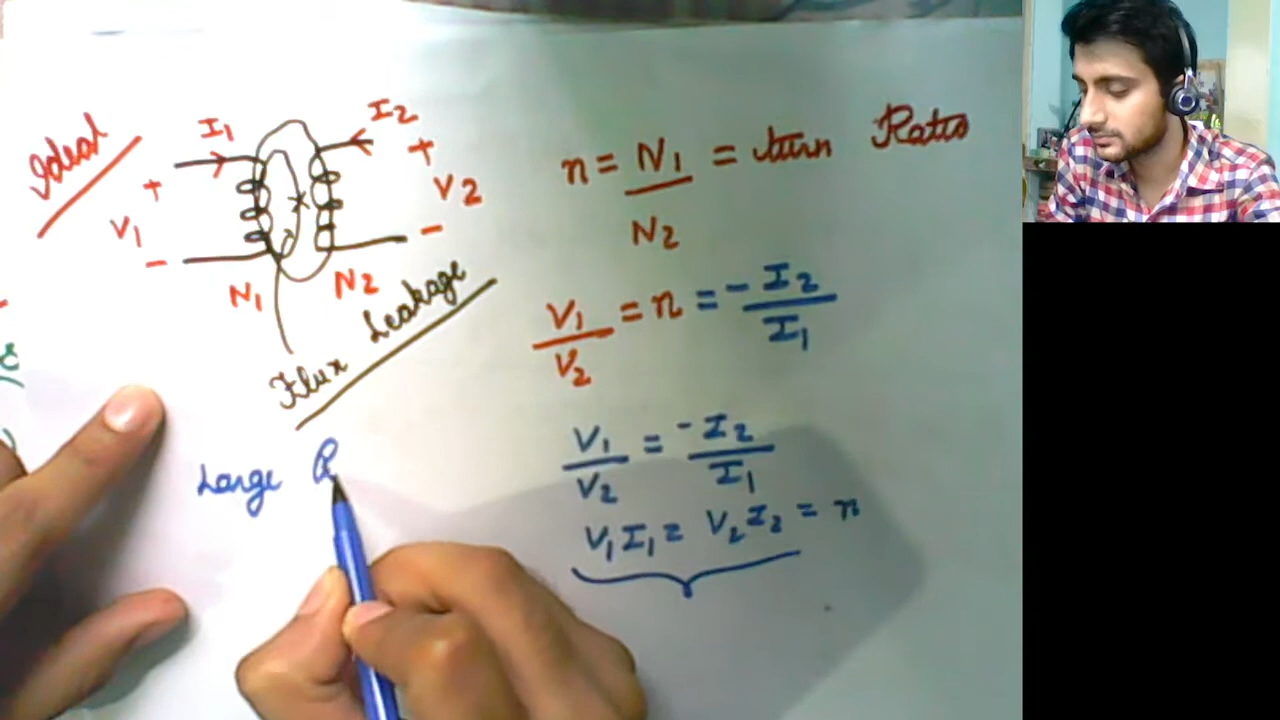 Ideal
I1
I2
+
+
V1
V2
-
-
N1
N2
Flux Leakage
Large R
n = N1/N2 = turn Ratio
V1/V2 = n = -I2/I1
V1/V2 = -I2/I1
V1I1 = V2I2 = n